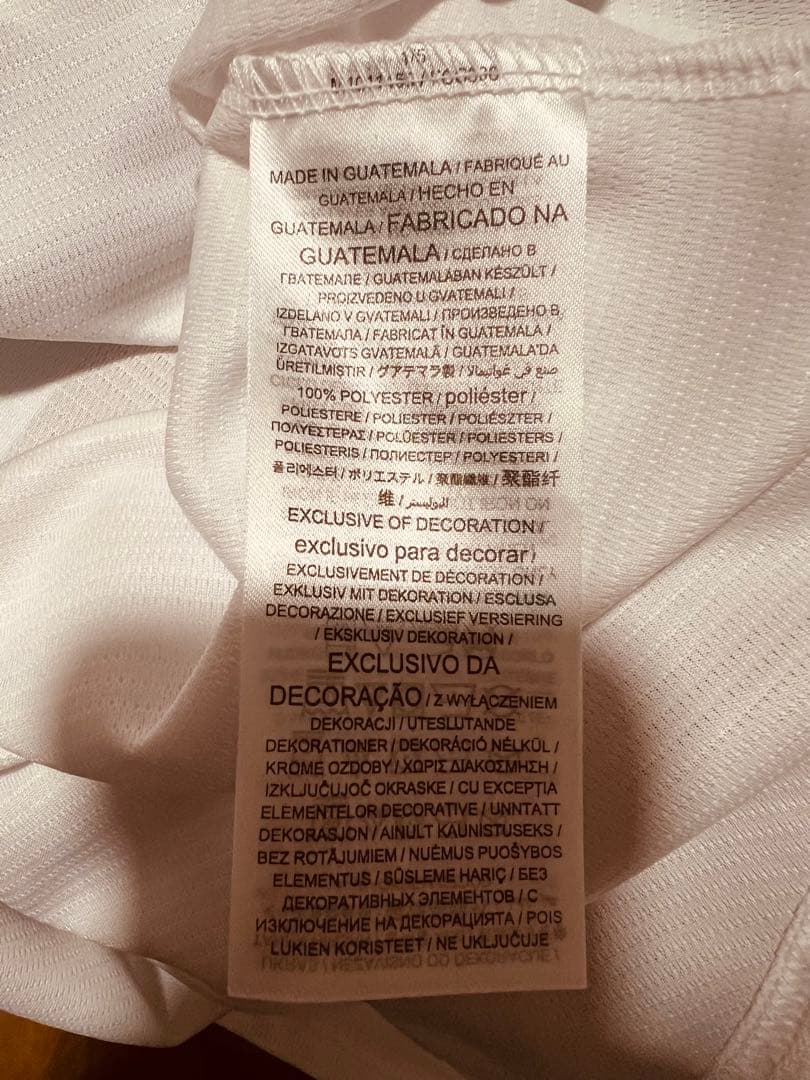 1/5
MADE IN GUATEMALA / FABRIQUÉ AU
GUATEMALA / HECHO EN
GUATEMALA / FABRICADO NA
GUATEMALA / СДЕЛАНО В
ГВАТЕМАЛЕ / GUATEMALÁBAN KÉSZÜLT /
PROIZVEDENO U GVATEMALI /
IZDELANO V GVATEMALI / ПРОИЗВЕДЕНО В
ГВАТЕМАЛА / FABRICAT ÎN GUATEMALA /
IZGATAVOTS GVATEMALĀ / GUATEMALA'DA
ÜRETİLMİŞTİR / グアテマラ製 / صنع في غواتيمالا
100% POLYESTER / poliéster /
POLIESTERE / POLIESTER / POLIÉSZTER /
ΠΟΛΥΕΣΤΕΡΑΣ / POLÜESTER / POLIESTERS /
POLIESTERIS / ПОЛИЕСТЕР / POLYESTERI /
폴리에스터 / ポリエステル / 聚酯纖維 / 聚酯纤
维 / البوليستر
EXCLUSIVE OF DECORATION /
exclusivo para decorar /
EXCLUSIVEMENT DE DÉCORATION /
EXKLUSIV MIT DEKORATION / ESCLUSA
DECORAZIONE / EXCLUSIEF VERSIERING
/ EKSKLUSIV DEKORATION /
EXCLUSIVO DA
DECORAÇÃO / Z WYŁĄCZENIEM
DEKORACJI / UTESLUTANDE
DEKORATIONER / DEKORÁCIÓ NÉLKÜL /
KROME OZDOBY / ΧΩΡΙΣ ΔΙΑΚΟΣΜΗΣΗ /
IZKLJUČUJOČ OKRASKE / CU EXCEPȚIA
ELEMENTELOR DECORATIVE / UNNTATT
DEKORASJON / AINULT KAUNISTUSEKS /
BEZ ROTĀJUMIEM / NUĖMUS PUOŠYBOS
ELEMENTUS / SÜSLEME HARİÇ / БЕЗ
ДЕКОРАТИВНЫХ ЭЛЕМЕНТОВ / С
ИЗКЛЮЧЕНИЕ НА ДЕКОРАЦИЯТА / POIS
LUKIEN KORISTEET / NE UKLJUČUJE